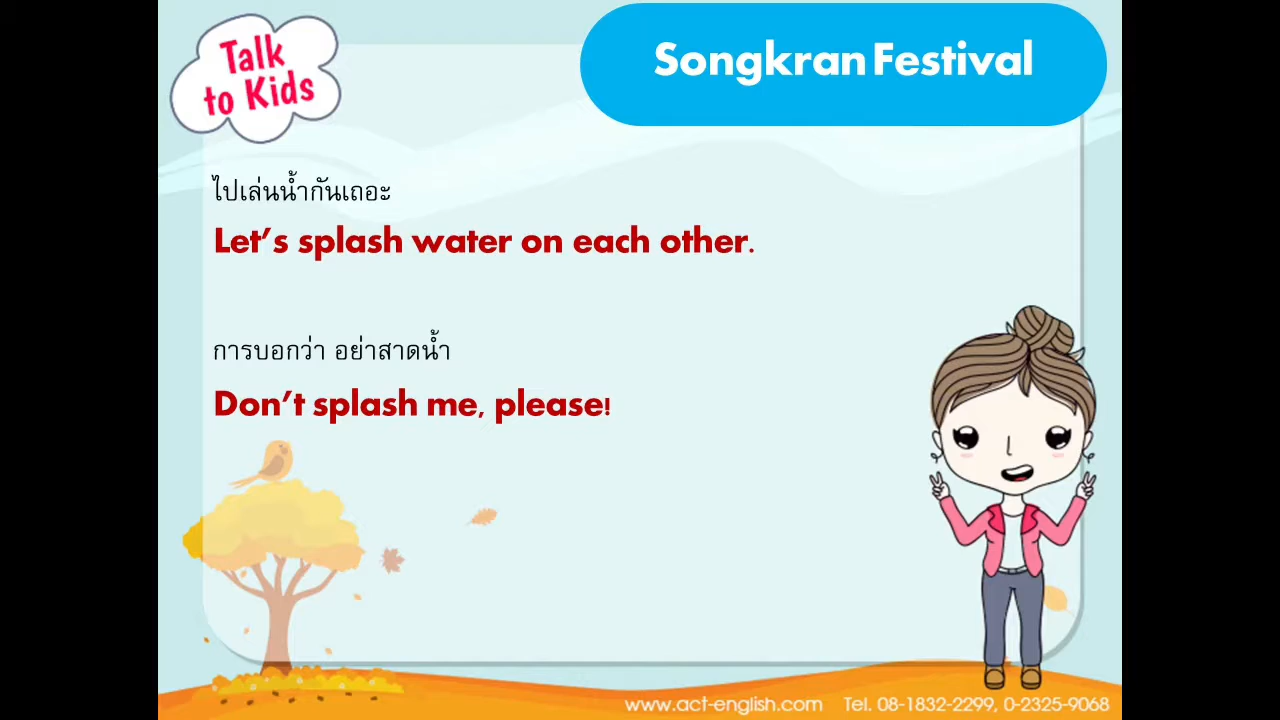 Talk
to Kids
Songkran Festival
ไปเล่นน้ำกันเถอะ
Let's splash water on each other.
การบอกว่า อย่าสาดน้ำ
Don't splash me, please!
www.act-english.com Tel. 08-1832-2299, 0-2325-9068